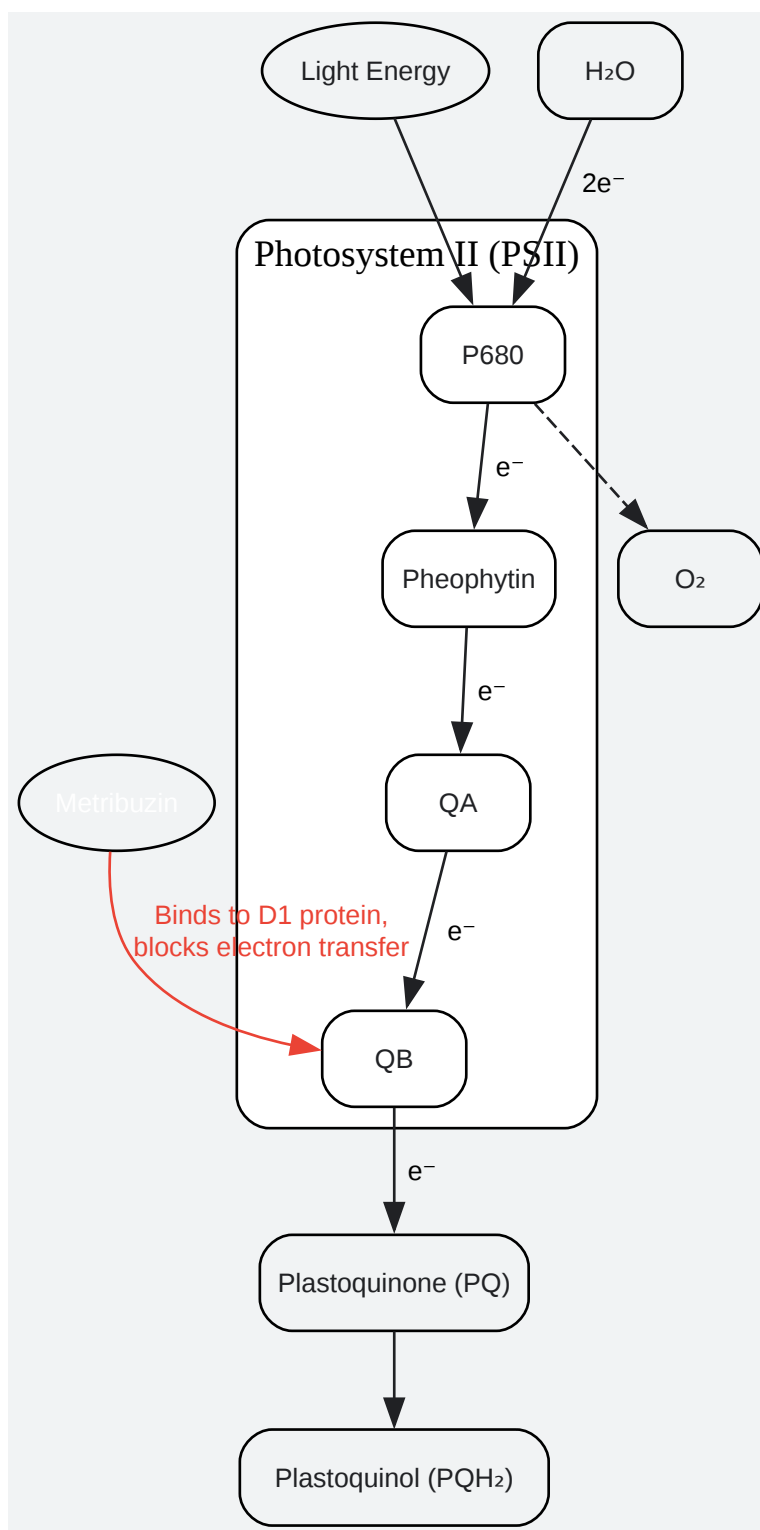 Light Energy
H₂O
2e⁻
Photosystem II (PSII)
P680
e⁻
Pheophytin
O₂
e⁻
Metribuzin
QA
Binds to D1 protein,
blocks electron transfer
e⁻
QB
e⁻
Plastoquinone (PQ)
Plastoquinol (PQH₂)